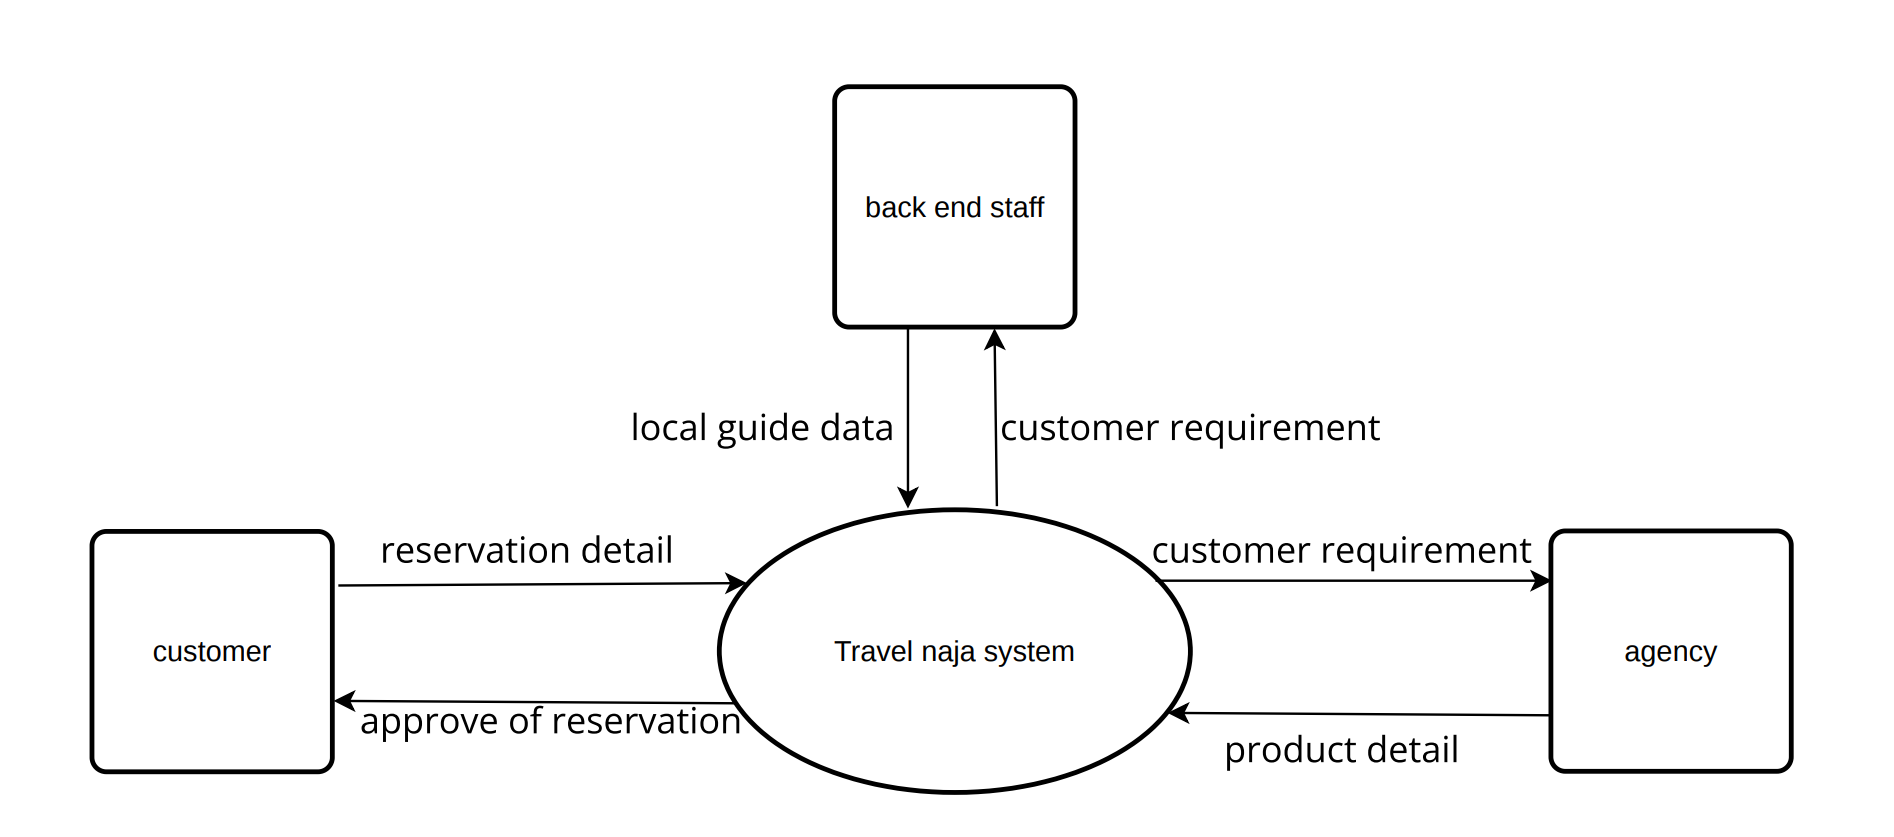 back end staff
local guide data
customer requirement
reservation detail
customer requirement
customer
Travel naja system
agency
approve of reservation
product detail